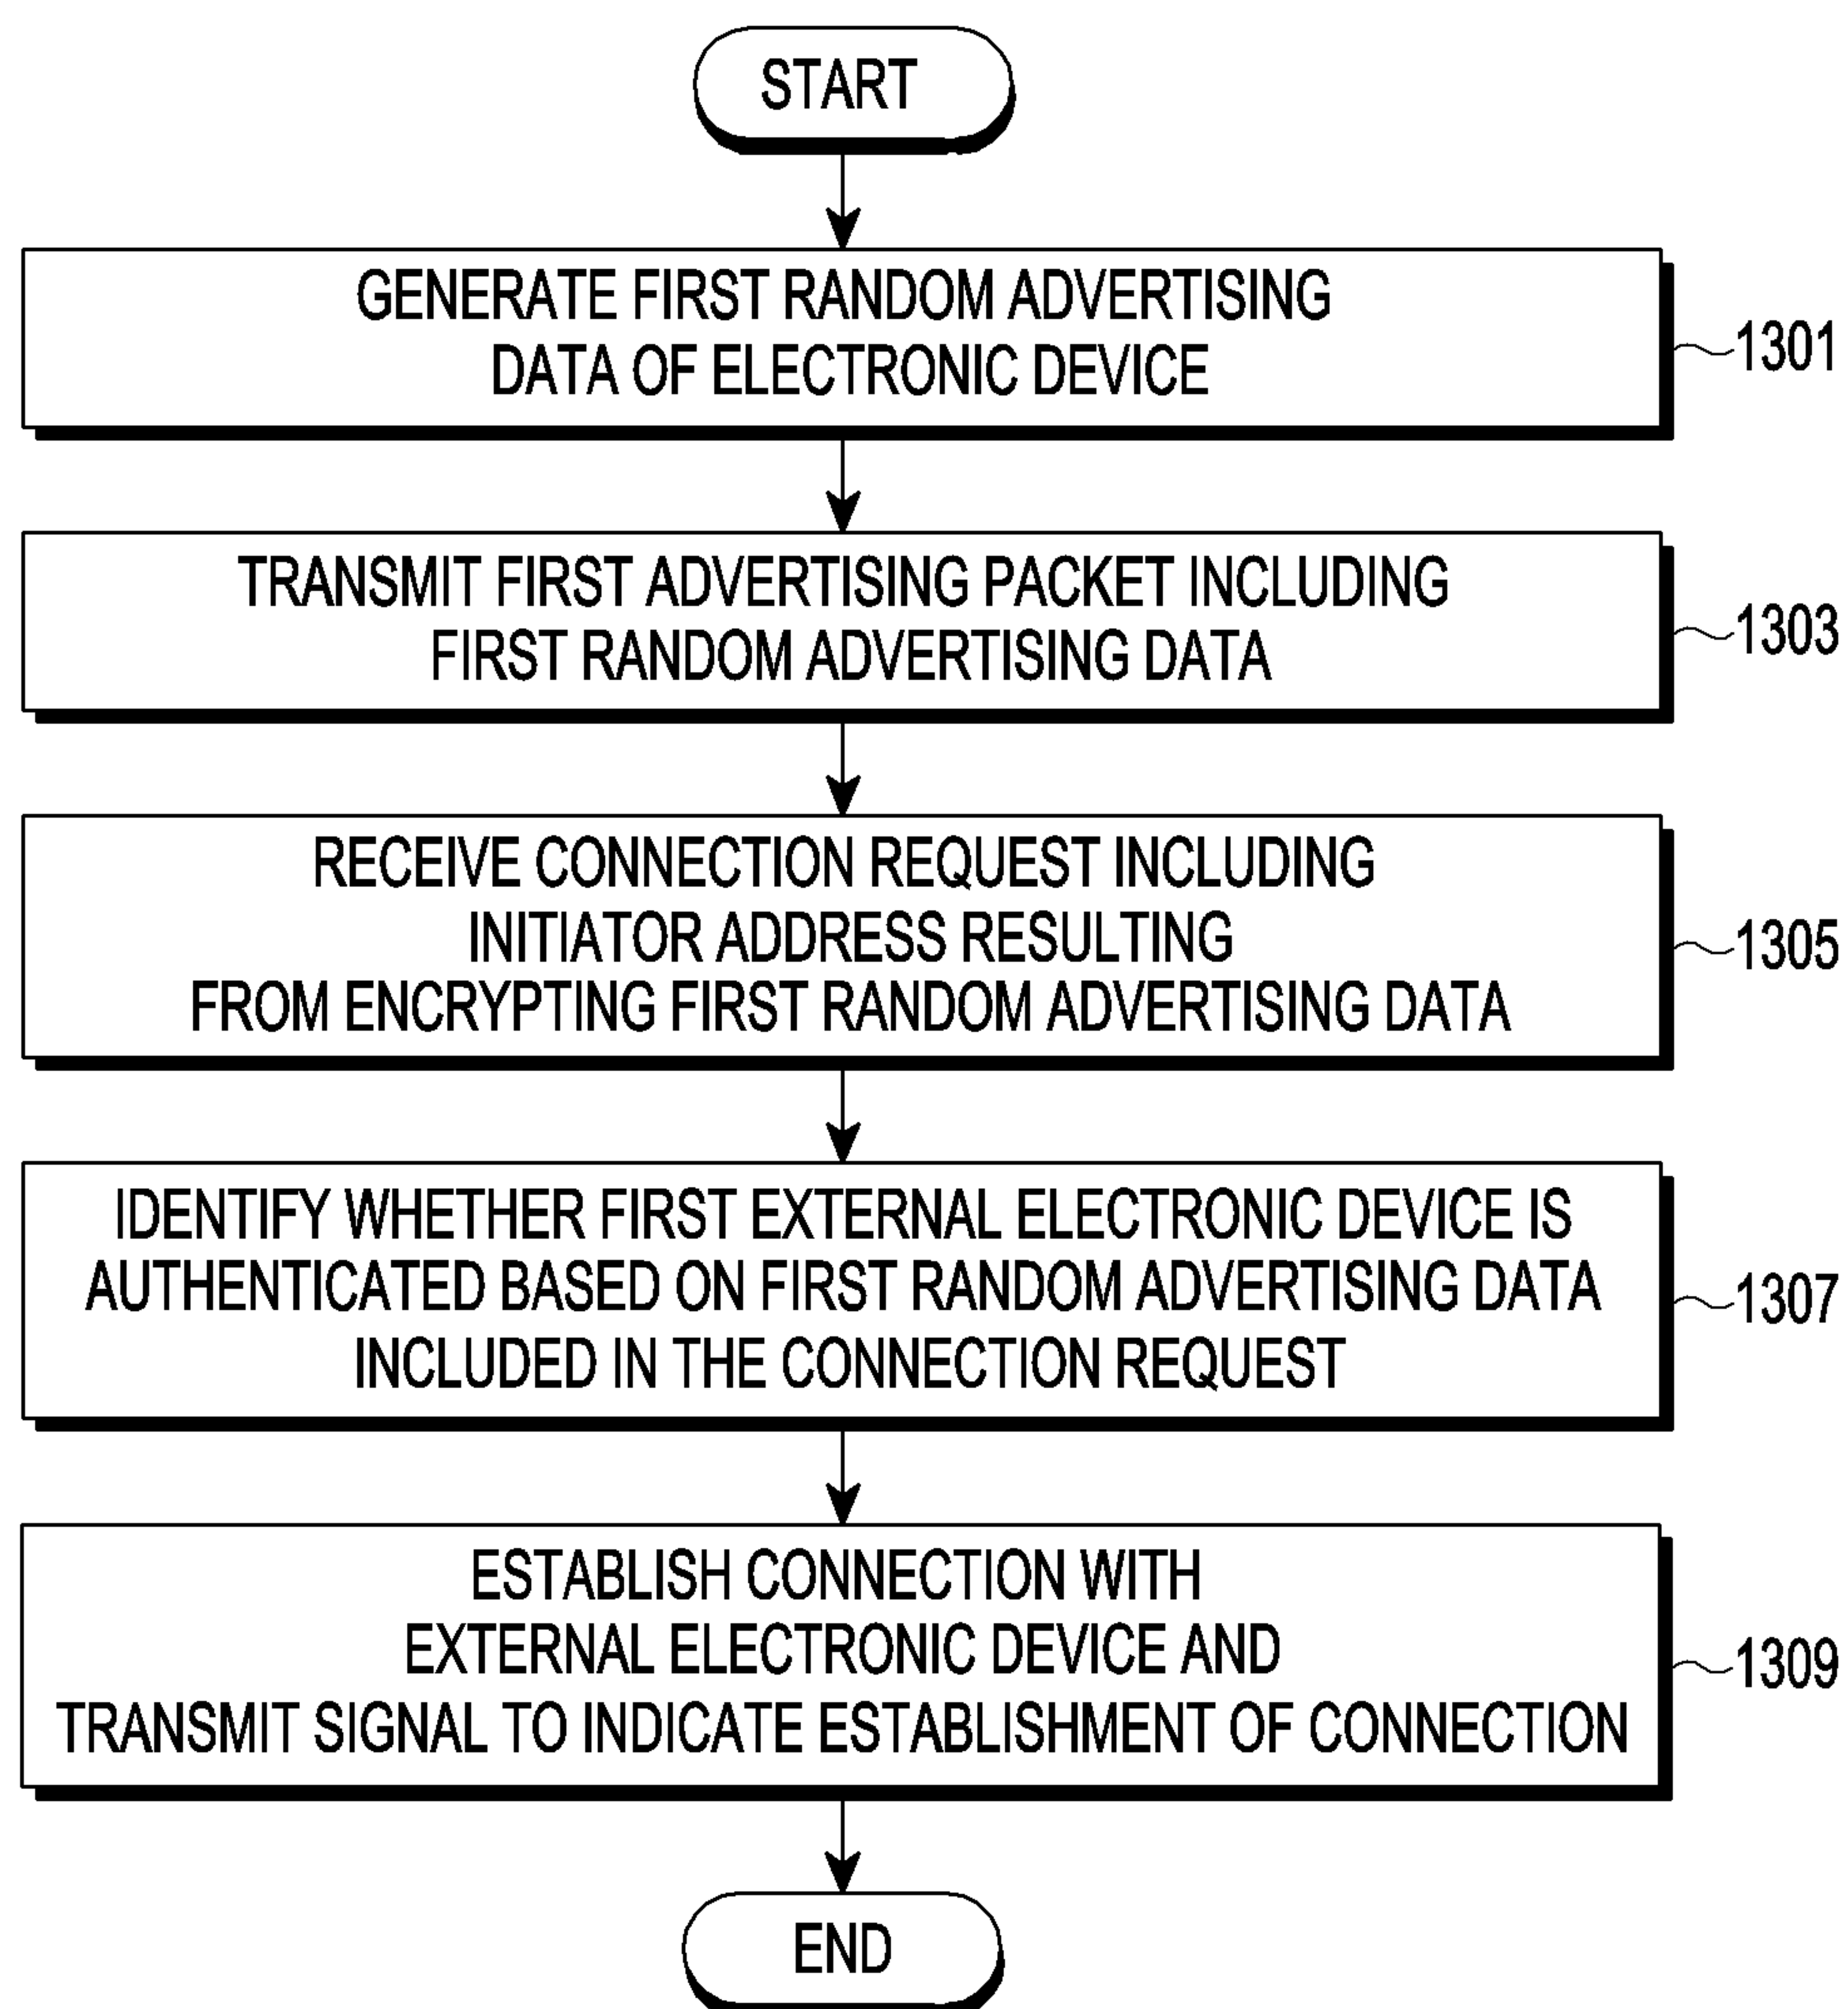 START
GENERATE FIRST RANDOM ADVERTISING
DATA OF ELECTRONIC DEVICE
1301
TRANSMIT FIRST ADVERTISING PACKET INCLUDING
FIRST RANDOM ADVERTISING DATA
1303
RECEIVE CONNECTION REQUEST INCLUDING
INITIATOR ADDRESS RESULTING
FROM ENCRYPTING FIRST RANDOM ADVERTISING DATA
1305
IDENTIFY WHETHER FIRST EXTERNAL ELECTRONIC DEVICE IS
AUTHENTICATED BASED ON FIRST RANDOM ADVERTISING DATA
INCLUDED IN THE CONNECTION REQUEST
1307
ESTABLISH CONNECTION WITH
EXTERNAL ELECTRONIC DEVICE AND
TRANSMIT SIGNAL TO INDICATE ESTABLISHMENT OF CONNECTION
1309
END